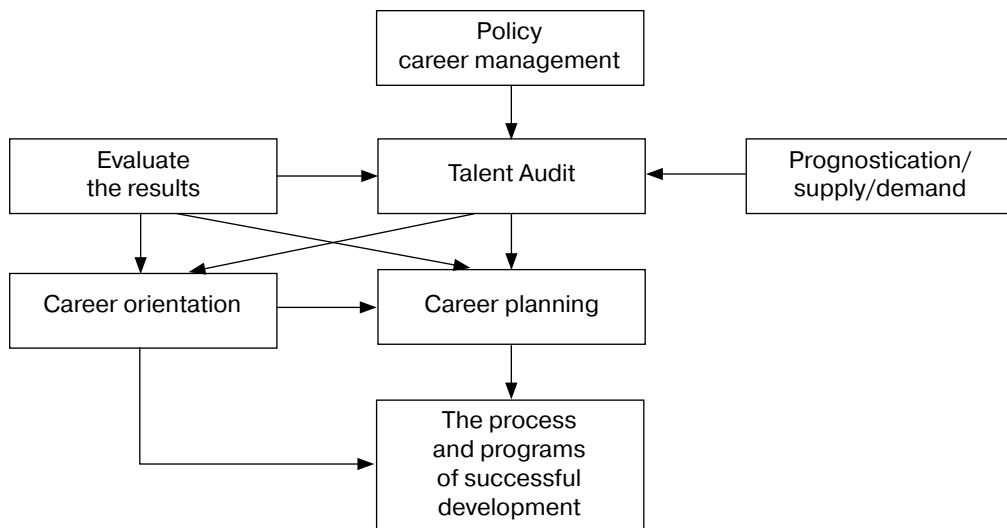 Policy
career management
Evaluate
the results
Talent Audit
Prognostication/
supply/demand
Career orientation
Career planning
The process
and programs
of successful
development